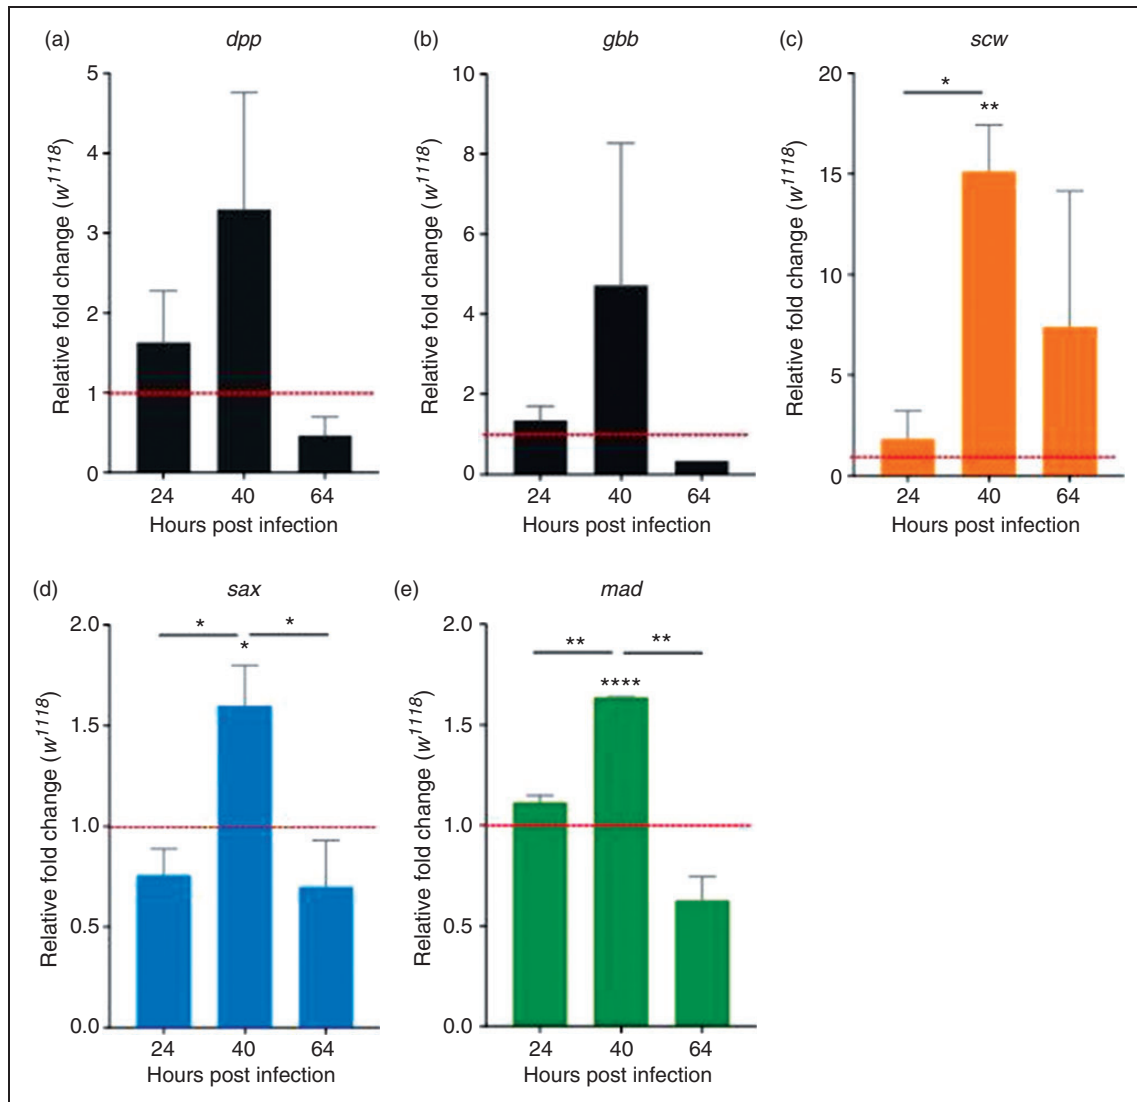 (a) dpp
Relative fold change (w1118)
5
4
3
2
1
0
24 40 64
Hours post infection
(b) gbb
Relative fold change (w1118)
10
8
6
4
2
0
24 40 64
Hours post infection
(c) scw
Relative fold change (w1118)
20
15
10
5
0
*
**
24 40 64
Hours post infection
(d) sax
Relative fold change (w1118)
2.0
1.5
1.0
0.5
0.0
* *
*
24 40 64
Hours post infection
(e) mad
Relative fold change (w1118)
2.0
1.5
1.0
0.5
0.0
** **
****
24 40 64
Hours post infection